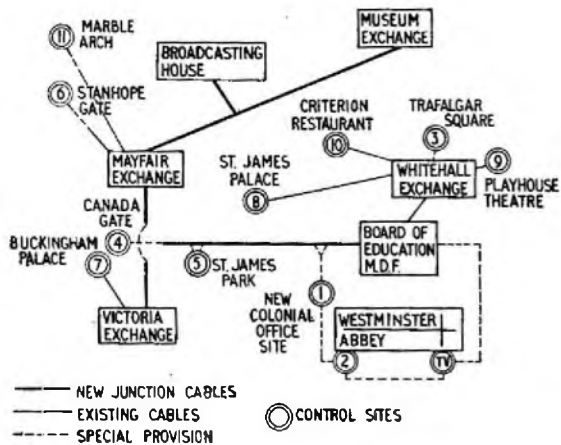 MUSEUM
EXCHANGE
11
MARBLE
ARCH
BROADCASTING
HOUSE
6
STANHOPE
GATE
CRITERION
RESTAURANT
10
TRAFALGAR
SQUARE
3
MAYFAIR
EXCHANGE
ST. JAMES
PALACE
8
WHITEHALL
EXCHANGE
9
PLAYHOUSE
THEATRE
CANADA
GATE
4
BUCKINGHAM
PALACE
7
5
ST. JAMES
PARK
BOARD OF
EDUCATION
M.D.F.
1
NEW
COLONIAL
OFFICE
SITE
VICTORIA
EXCHANGE
WESTMINSTER
ABBEY
2
TV
NEW JUNCTION CABLES
EXISTING CABLES
SPECIAL PROVISION
CONTROL SITES